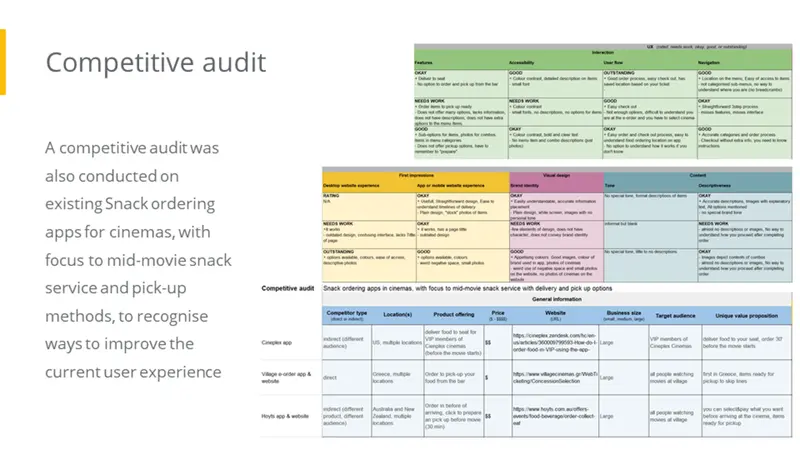 Competitive audit
A competitive audit was
also conducted on
existing Snack ordering
apps for cinemas, with
focus to mid-movie snack
service and pick-up
methods, to recognise
ways to improve the
current user experience
UX (rated: needs work, okay, good, or outstanding)
Interaction
Features Accessibility User flow Navigation
OKAY
+ Deliver to seat
- No option to order and pick up from the bar
GOOD
+ Colour contrast, detailed description on items
- small font
OUTSTANDING
+ Good order process, easy check out, has
saved location based on your ticket
GOOD
+ Location on the menu, Easy of access to items
- not categorised sub-menus, no way to
understand where you are (no breadcrumbs)
NEEDS WORK
+ Order items to pick up ready
- Does not offer many options, lacks information,
does not have descriptions, does not have extra
options to the menu items.
NEEDS WORK
+ Colour contrast
- small fonts, no descriptions, no options for items
GOOD
+ Easy check out
- Not enough options, difficult to understand you
are at the e-order and you have to select cinema
OKAY
+ Straightforward 3step process
- misses features, misses interface
GOOD
+ Sub options for items, photos for combos
items in many categories
- Does not offer pickup options, have to
remember to "prepare"
OKAY
+ Colour contrast, bold and clear font
- No menu item and combo descriptions (just
photos)
OKAY
+ Easy order and check out process, easy to
understand find ordering location on app
- No option to understand how it works if you
don't know
GOOD
+ Accurate categories and order process
- Checkout without extra info, you need to know
instructions
First impressions Visual design Content
Desktop website experience App or mobile website experience Brand identity Tone Descriptiveness
RATING
N/A
OKAY
+ Useful, Straightforward design, Easy to
understand timelines of delivery
- Plain design, "stock" photos of items
OKAY
+ Easily understandable, accurate information
placement
- Plain design, white screen, images with no
personal tone
No special tone, formal descriptions of items
OKAY
+ Accurate descriptions, images with explanatory
text, All options mentioned
- no special brand tone
NEEDS WORK
+ it works
- outdated design, confusing interface, lacks Title
of page
NEEDS WORK
+ works, has a page title
- outdated design
NEEDS WORK
-few elements of design, does not have
character, does not convey brand identity
informal but blank
NEEDS WORK
- almost no descriptions or images, No way to
understand how you proceed after completing
order
OUTSTANDING
+ options available, colours, ease of access,
descriptive photos
GOOD
- weird negative space, small photos
GOOD
+ Appetising colours, Good images, colour of
brand used in app, photos of cinemas
- weird use of negative space and small photos
on the website, no photos of cinemas on the
website
No special tone, little to no descriptions
OKAY
+ Images depict contents of combos
- almost no descriptions or images, No way to
understand how you proceed after completing
order
Competitive audit Snack ordering apps in cinemas, with focus to mid-movie snack service with delivery and pick up options
General information
Competitor type Location(s) Product offering Price Website Business size Target audience Unique value proposition
(direct or indirect) ($ - $$$$) (URL) (small, medium, large)
Cineplex app
indirect (different
audience)
US, multiple locations
deliver food to seat for
VIP members of
Cineplex cinemas
(before the movie starts)
$$
https://cineplex.zendesk.com/hc/en-
us/articles/360009799593-How-do-I-
order-food-in-VIP-using-the-app-
Large
VIP members of
Cineplex Cinemas
deliver food to your seat, order 30'
before the movie starts
Village e-order app &
website
direct
Greece, multiple
locations
Order to pick-up your
food from the bar
$
https://www.villagecinemas.gr/WebTi
cketing/ConcessionSelection
Large
all people watching
movies at village
first in Greece, items ready for
pickup to skip lines
Hoyts app & website
indirect (different
product, different
audience)
Australia and New
Zealand, multiple
locations
Order in before of
arriving, click to prepare
an pick up before movie
(30 min)
$$
https://www.hoyts.com.au/offers-
events/food-beverage/order-collect-
eat
Large
all people watching
movies at the cinema
you can select&play what you want
before arriving at the cinema, items
ready for pickup